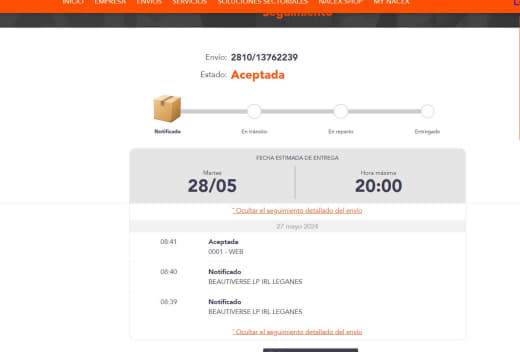 INICIO EMPRESA ENVÍOS SERVICIOS SOLUCIONES SECTORIALES NACEX.SHOP MY NACEX
Seguimiento
Envío: 2810/13762239
Estado: Aceptada
Notificado En tránsito En reparto Entregado
FECHA ESTIMADA DE ENTREGA
Martes Hora máxima
28/05 20:00
Ocultar el seguimiento detallado del envío
27 mayo 2024
08:41 Aceptada
0001 - WEB
08:40 Notificado
BEAUTIVERSE LP IRL LEGANES
08:39 Notificado
BEAUTIVERSE LP IRL LEGANES
Ocultar el seguimiento detallado del envío